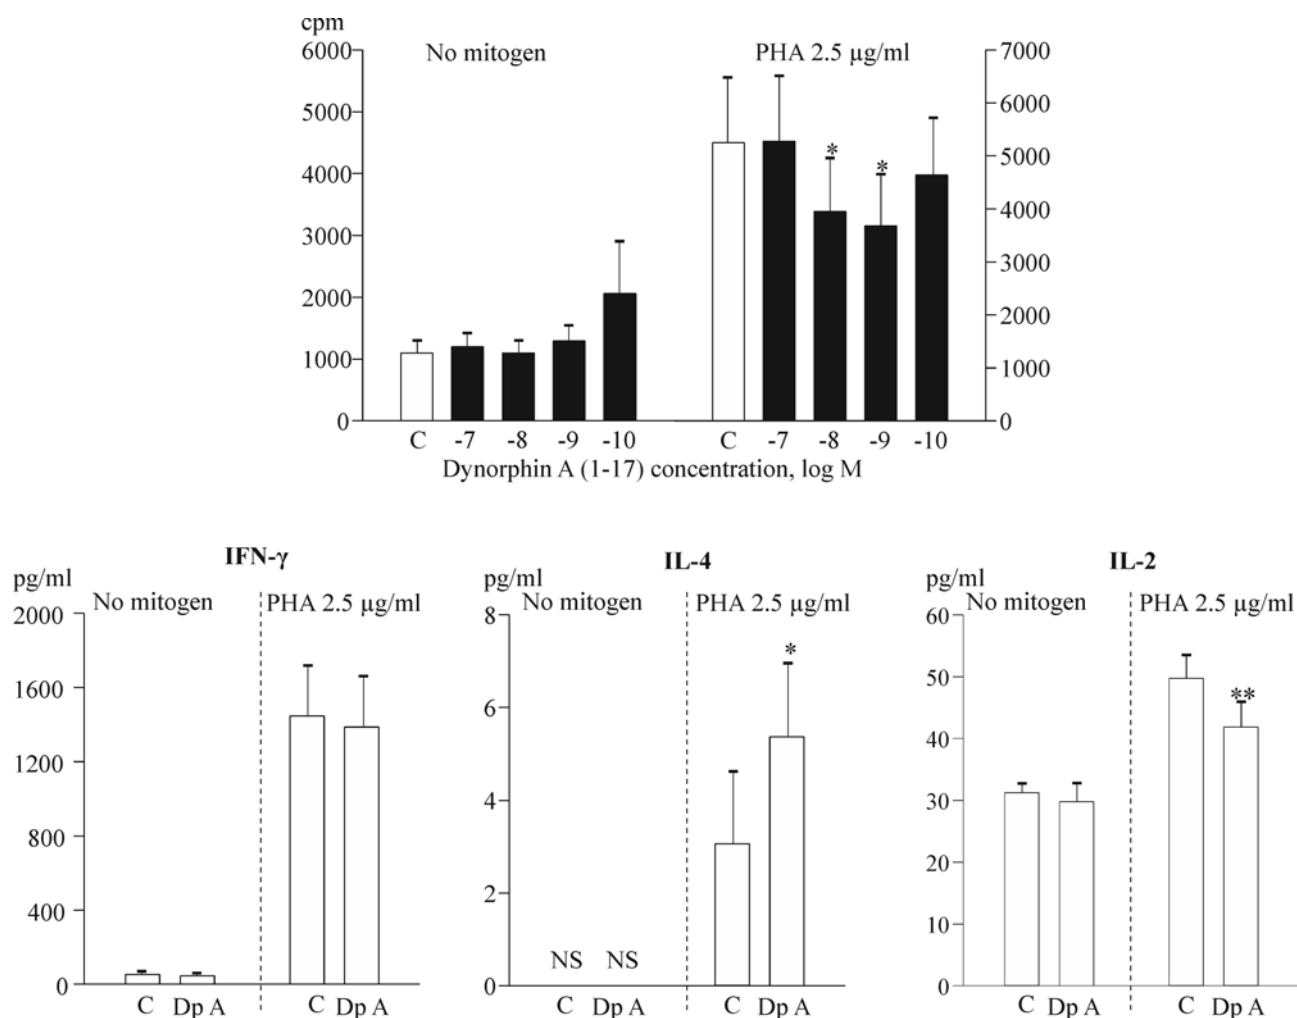 cpm
No mitogen
PHA 2.5 µg/ml
6000
5000
4000
3000
2000
1000
0
7000
6000
5000
4000
3000
2000
1000
0
*
*
C -7 -8 -9 -10
C -7 -8 -9 -10
Dynorphin A (1-17) concentration, log M
IFN-γ
pg/ml
No mitogen
PHA 2.5 µg/ml
2000
1600
1200
800
400
0
C Dp A
C Dp A
IL-4
pg/ml
No mitogen
PHA 2.5 µg/ml
8
6
4
2
0
*
NS NS
C Dp A
C Dp A
IL-2
pg/ml
No mitogen
PHA 2.5 µg/ml
60
50
40
30
20
10
0
**
C Dp A
C Dp A